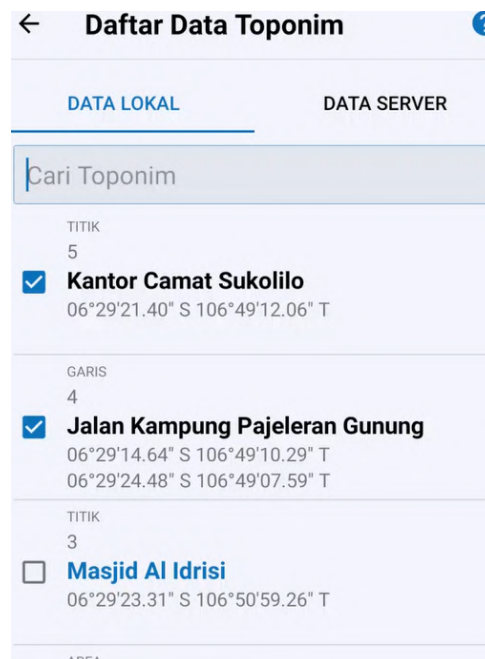 Daftar Data Toponim
?
DATA LOKAL
DATA SERVER
Cari Toponim
TITIK
5
Kantor Camat Sukolilo
06°29'21.40" S 106°49'12.06" T
GARIS
4
Jalan Kampung Pajeleran Gunung
06°29'14.64" S 106°49'10.29" T
06°29'24.48" S 106°49'07.59" T
TITIK
3
Masjid Al Idrisi
06°29'23.31" S 106°50'59.26" T